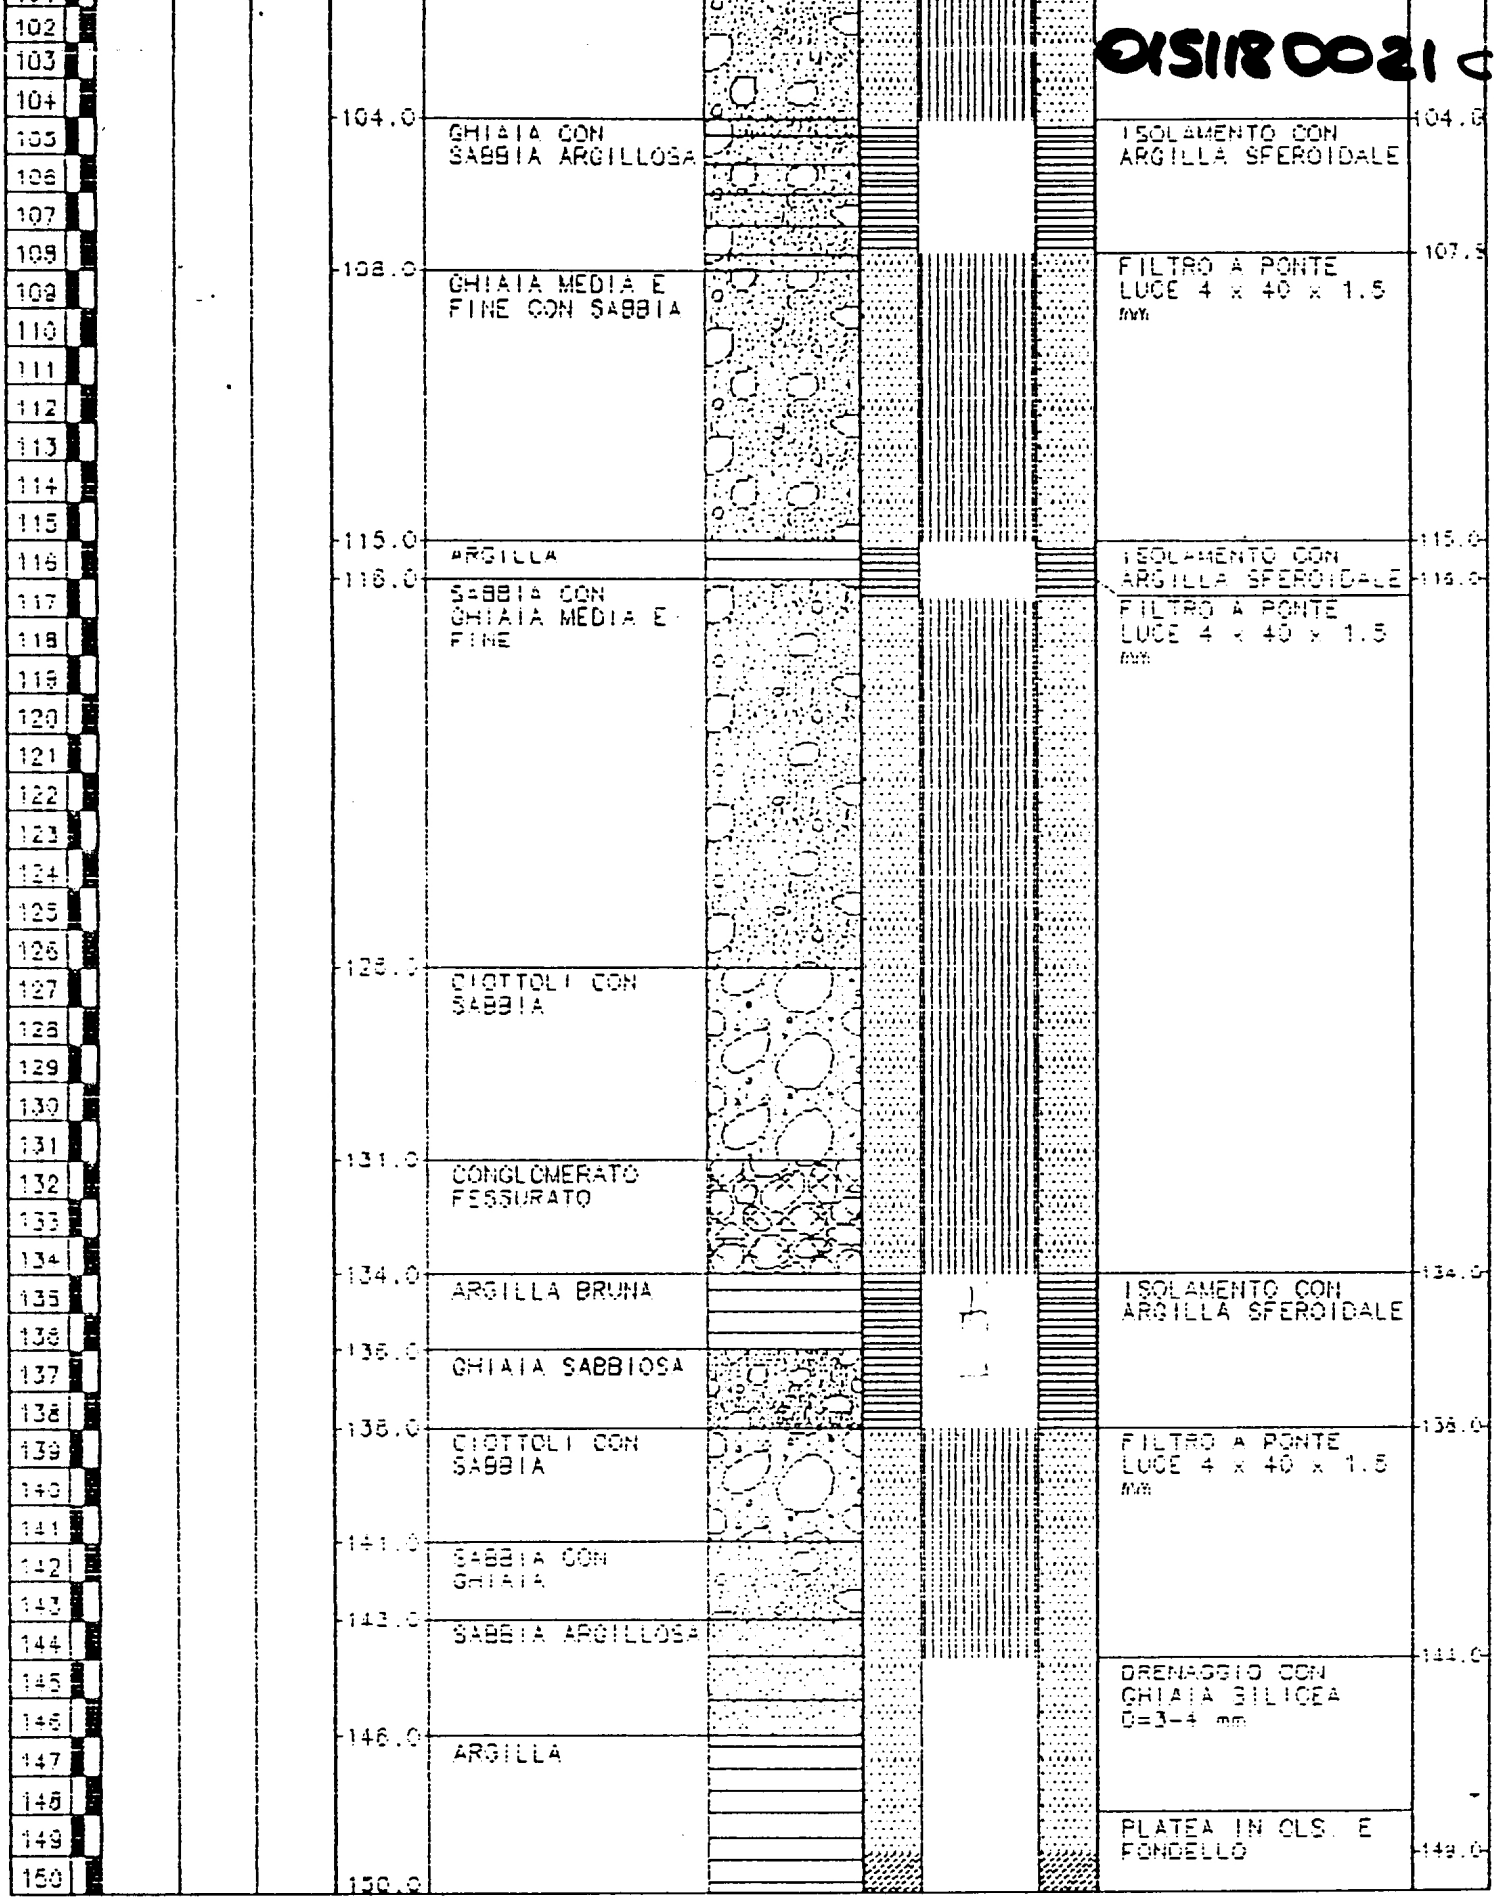 0151180021 C
102
103
104
105
106
107
108
109
110
111
112
113
114
115
116
117
118
119
120
121
122
123
124
125
126
127
128
129
130
131
132
133
134
135
136
137
138
139
140
141
142
143
144
145
146
147
148
149
150
104.0
GHIAIA CON
SABBIA ARGILLOSA
108.0
GHIAIA MEDIA E
FINE CON SABBIA
115.0
ARGILLA
116.0
SABBIA CON
GHIAIA MEDIA E
FINE
126.0
CIOTTOLI CON
SABBIA
131.0
CONGLOMERATO
FESSURATO
134.0
ARGILLA BRUNA
136.0
GHIAIA SABBIOSA
138.0
CIOTTOLI CON
SABBIA
141.0
SABBIA CON
GHIAIA
143.0
SABBIA ARGILLOSA
146.0
ARGILLA
150.0
104.0
ISOLAMENTO CON
ARGILLA SFEROIDALE
107.5
FILTRO A PONTE
LUCE 4 x 40 x 1.5
mm
115.0
ISOLAMENTO CON
ARGILLA SFEROIDALE
116.0
FILTRO A PONTE
LUCE 4 x 40 x 1.5
mm
134.0
ISOLAMENTO CON
ARGILLA SFEROIDALE
138.0
FILTRO A PONTE
LUCE 4 x 40 x 1.5
mm
144.0
DRENAGGIO CON
GHIAIA SILICEA
D=3-4 mm
PLATEA IN CLS. E
FONDELLO
149.0